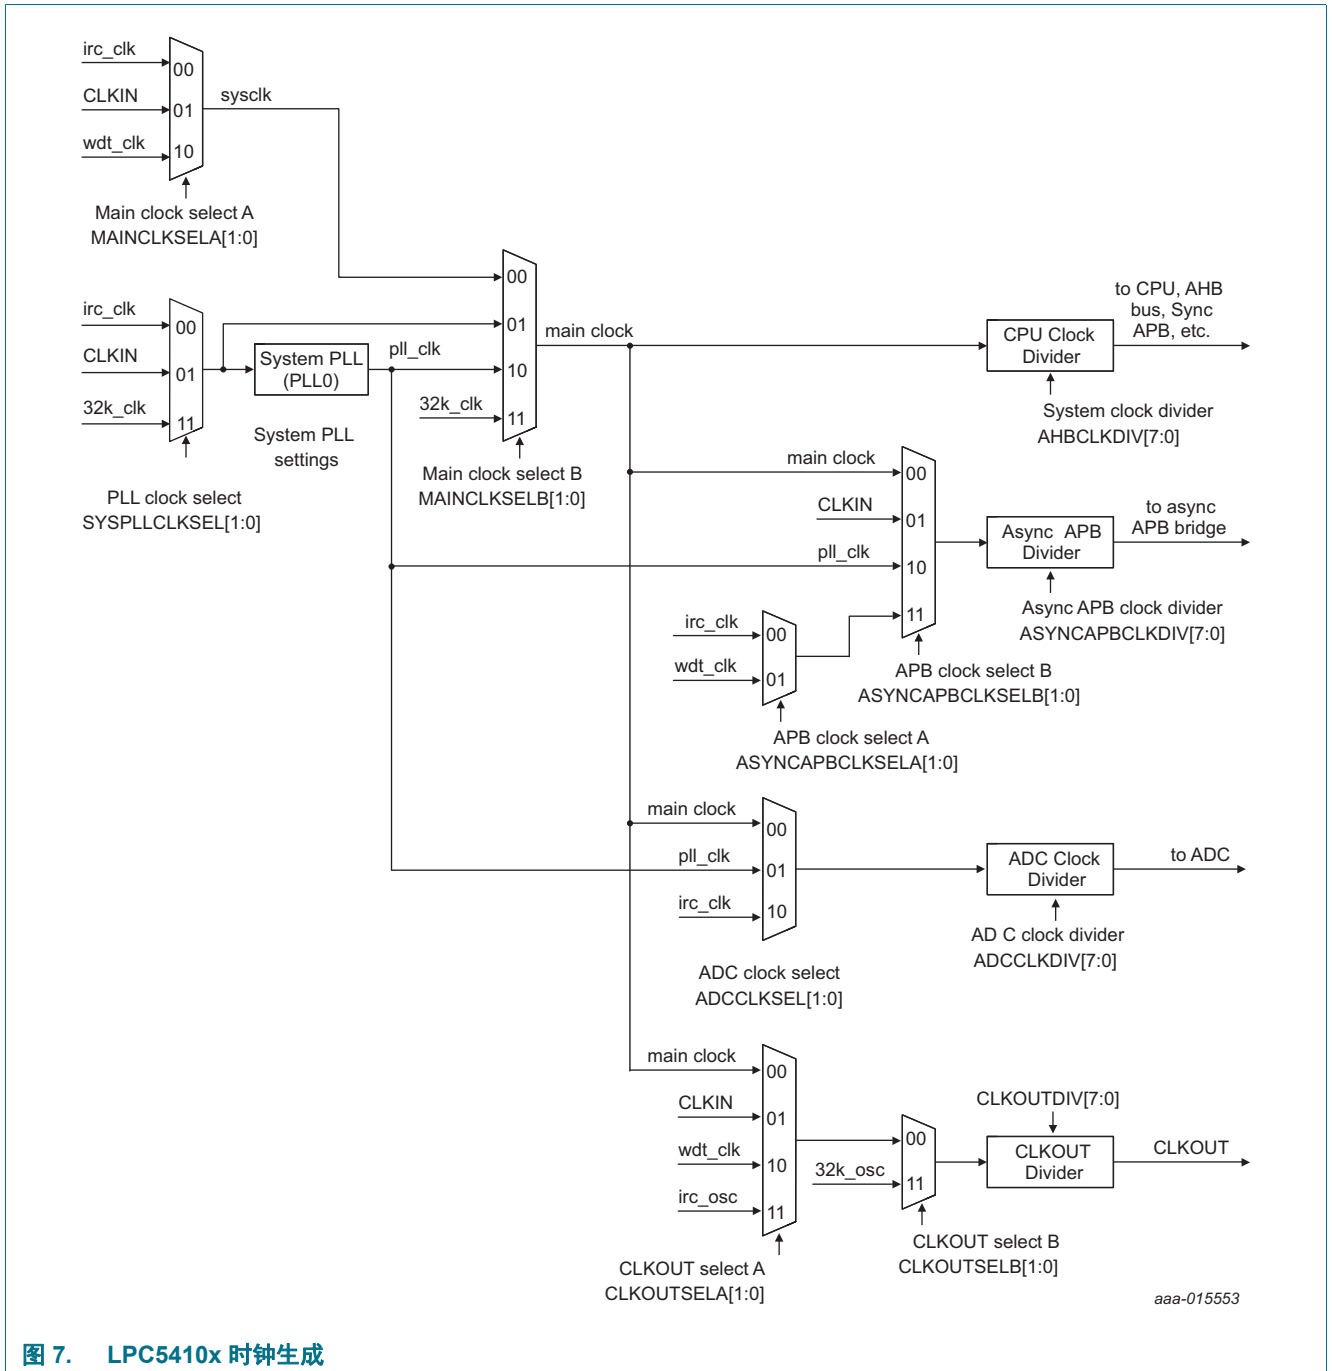 irc_clk
00
CLKIN
01
sysclk
wdt_clk
10
Main clock select A
MAINCLKSELA[1:0]
irc_clk
00
CLKIN
01
32k_clk
11
PLL clock select
SYSPLLCLKSEL[1:0]
System PLL
(PLL0)
System PLL
settings
pll_clk
00
01
10
32k_clk
11
Main clock select B
MAINCLKSELB[1:0]
main clock
CPU Clock
Divider
to CPU, AHB
bus, Sync
APB, etc.
System clock divider
AHBCLKDIV[7:0]
main clock
00
CLKIN
01
pll_clk
10
11
irc_clk
00
wdt_clk
01
APB clock select A
ASYNCAPBCLKSELA[1:0]
APB clock select B
ASYNCAPBCLKSELB[1:0]
Async APB
Divider
to async
APB bridge
Async APB clock divider
ASYNCAPBCLKDIV[7:0]
main clock
00
pll_clk
01
irc_clk
10
ADC clock select
ADCCLKSEL[1:0]
ADC Clock
Divider
to ADC
AD C clock divider
ADCCLKDIV[7:0]
main clock
00
CLKIN
01
wdt_clk
10
irc_osc
11
CLKOUT select A
CLKOUTSELA[1:0]
00
32k_osc
11
CLKOUT select B
CLKOUTSELB[1:0]
CLKOUTDIV[7:0]
CLKOUT
Divider
CLKOUT
aaa-015553
图 7. LPC5410x 时钟生成